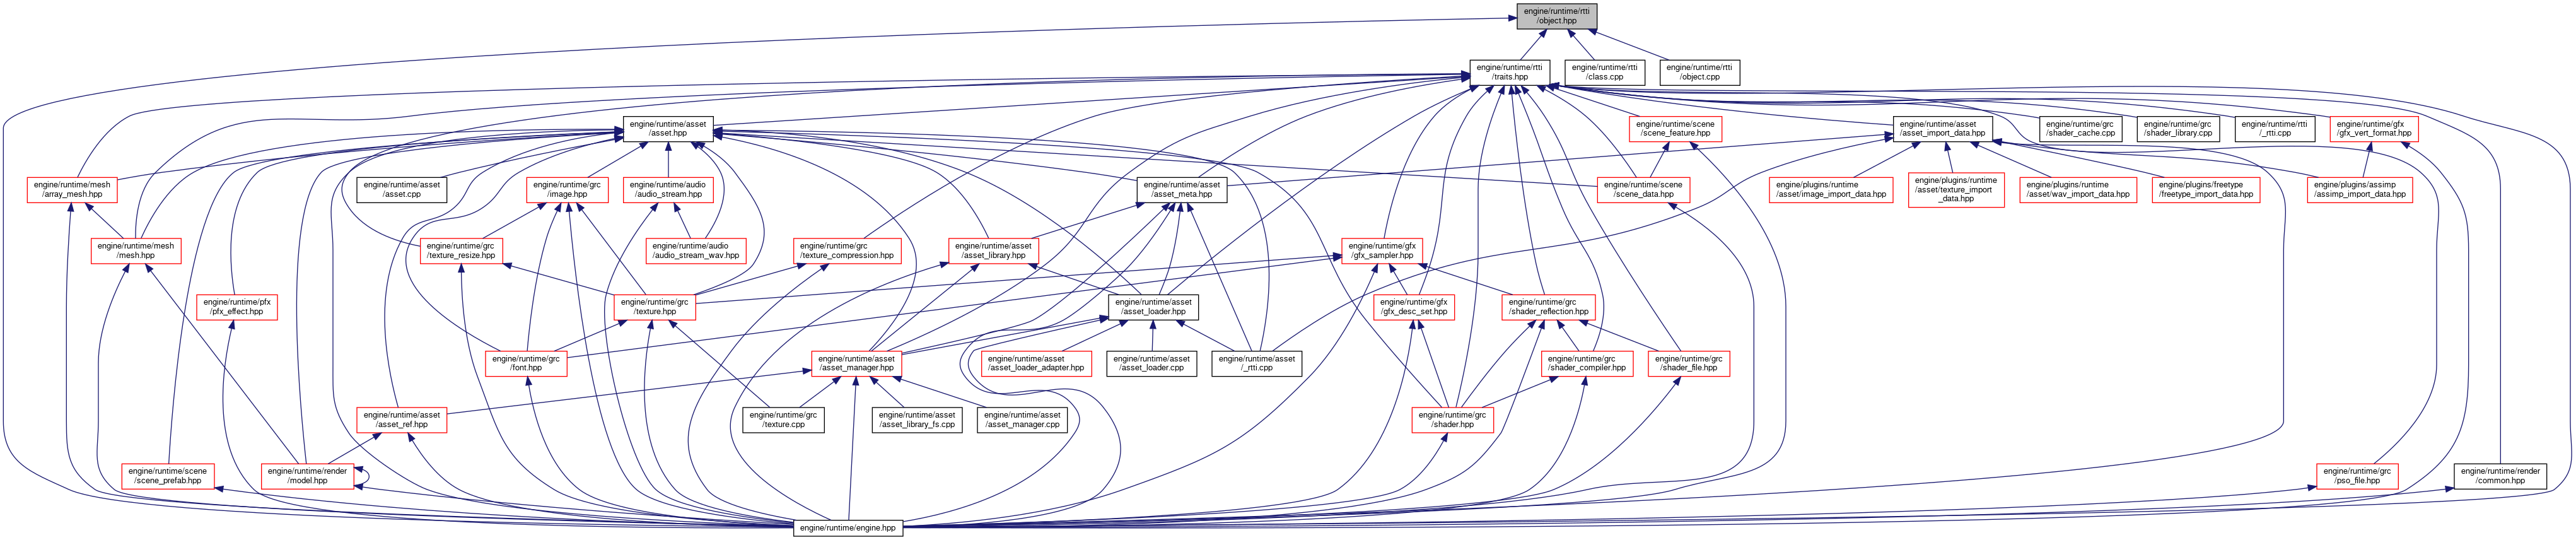 engine/runtime/rtti
/object.hpp
engine/runtime/rtti
/traits.hpp
engine/runtime/rtti
/class.cpp
engine/runtime/rtti
/object.cpp
engine/runtime/asset
/asset.hpp
engine/runtime/scene
/scene_feature.hpp
engine/runtime/asset
/asset_import_data.hpp
engine/runtime/grc
/shader_cache.cpp
engine/runtime/grc
/shader_library.cpp
engine/runtime/rtti
/_rtti.cpp
engine/runtime/gfx
/gfx_vert_format.hpp
engine/runtime/mesh
/array_mesh.hpp
engine/runtime/asset
/asset.cpp
engine/runtime/grc
/image.hpp
engine/runtime/audio
/audio_stream.hpp
engine/runtime/asset
/asset_meta.hpp
engine/runtime/scene
/scene_data.hpp
engine/plugins/runtime
/asset/image_import_data.hpp
engine/plugins/runtime
/asset/texture_import
_data.hpp
engine/plugins/runtime
/asset/wav_import_data.hpp
engine/plugins/freetype
/freetype_import_data.hpp
engine/plugins/assimp
/assimp_import_data.hpp
engine/runtime/mesh
/mesh.hpp
engine/runtime/grc
/texture_resize.hpp
engine/runtime/audio
/audio_stream_wav.hpp
engine/runtime/grc
/texture_compression.hpp
engine/runtime/asset
/asset_library.hpp
engine/runtime/gfx
/gfx_sampler.hpp
engine/runtime/pfx
/pfx_effect.hpp
engine/runtime/grc
/texture.hpp
engine/runtime/asset
/asset_loader.hpp
engine/runtime/gfx
/gfx_desc_set.hpp
engine/runtime/grc
/shader_reflection.hpp
engine/runtime/grc
/font.hpp
engine/runtime/asset
/asset_manager.hpp
engine/runtime/asset
/asset_loader_adapter.hpp
engine/runtime/asset
/asset_loader.cpp
engine/runtime/asset
/_rtti.cpp
engine/runtime/grc
/shader_compiler.hpp
engine/runtime/grc
/shader_file.hpp
engine/runtime/asset
/asset_ref.hpp
engine/runtime/grc
/texture.cpp
engine/runtime/asset
/asset_library_fs.cpp
engine/runtime/asset
/asset_manager.cpp
engine/runtime/grc
/shader.hpp
engine/runtime/scene
/scene_prefab.hpp
engine/runtime/render
/model.hpp
engine/runtime/grc
/pso_file.hpp
engine/runtime/render
/common.hpp
engine/runtime/engine.hpp